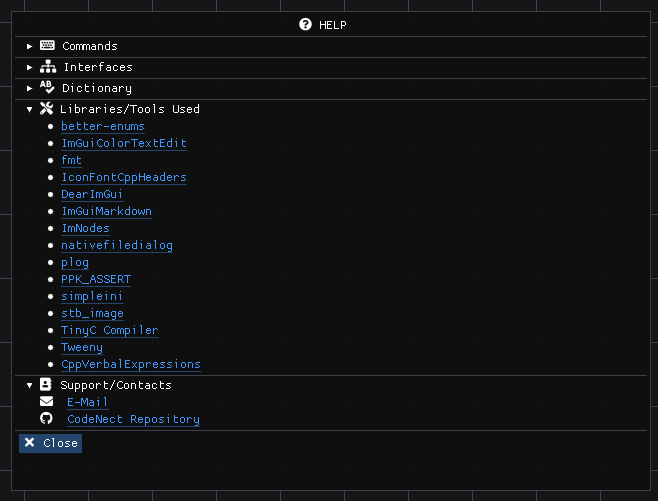 HELP
Commands
Interfaces
Dictionary
Libraries/Tools Used
better-enums
ImGuiColorTextEdit
fmt
IconFontCppHeaders
DearImGui
ImGuiMarkdown
ImNodes
nativefiledialog
plog
PPK_ASSERT
simpleini
stb_image
TinyC Compiler
Tweeny
CppVerbalExpressions
Support/Contacts
E-Mail
CodeNect Repository
Close